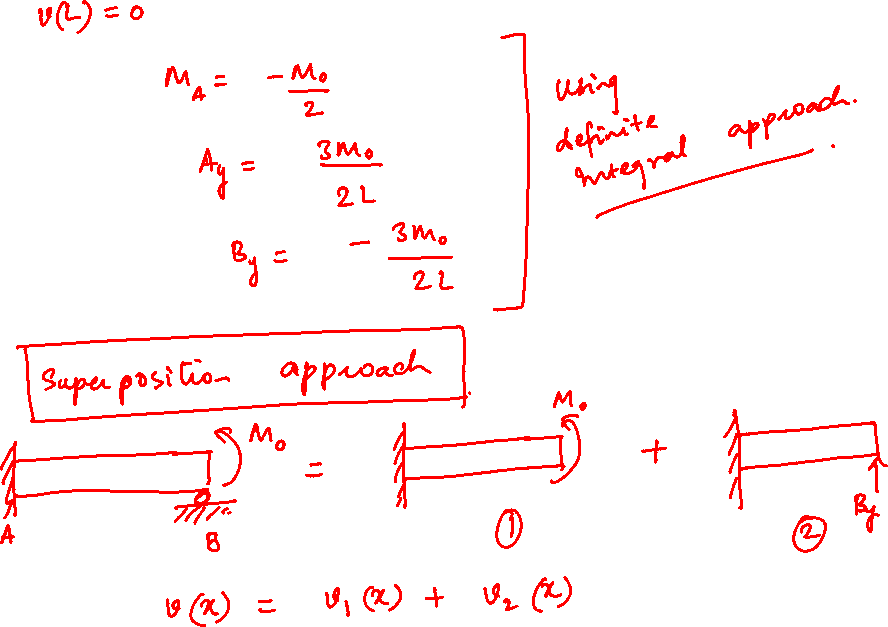 v(L) = 0
M_A = -M₀/2
A_y = 3M₀/2L
B_y = -3M₀/2L
Using definite integral approach.
Superposition approach
M₀ = M₀ +
A B ① ② B_y
v(x) = v₁(x) + v₂(x)